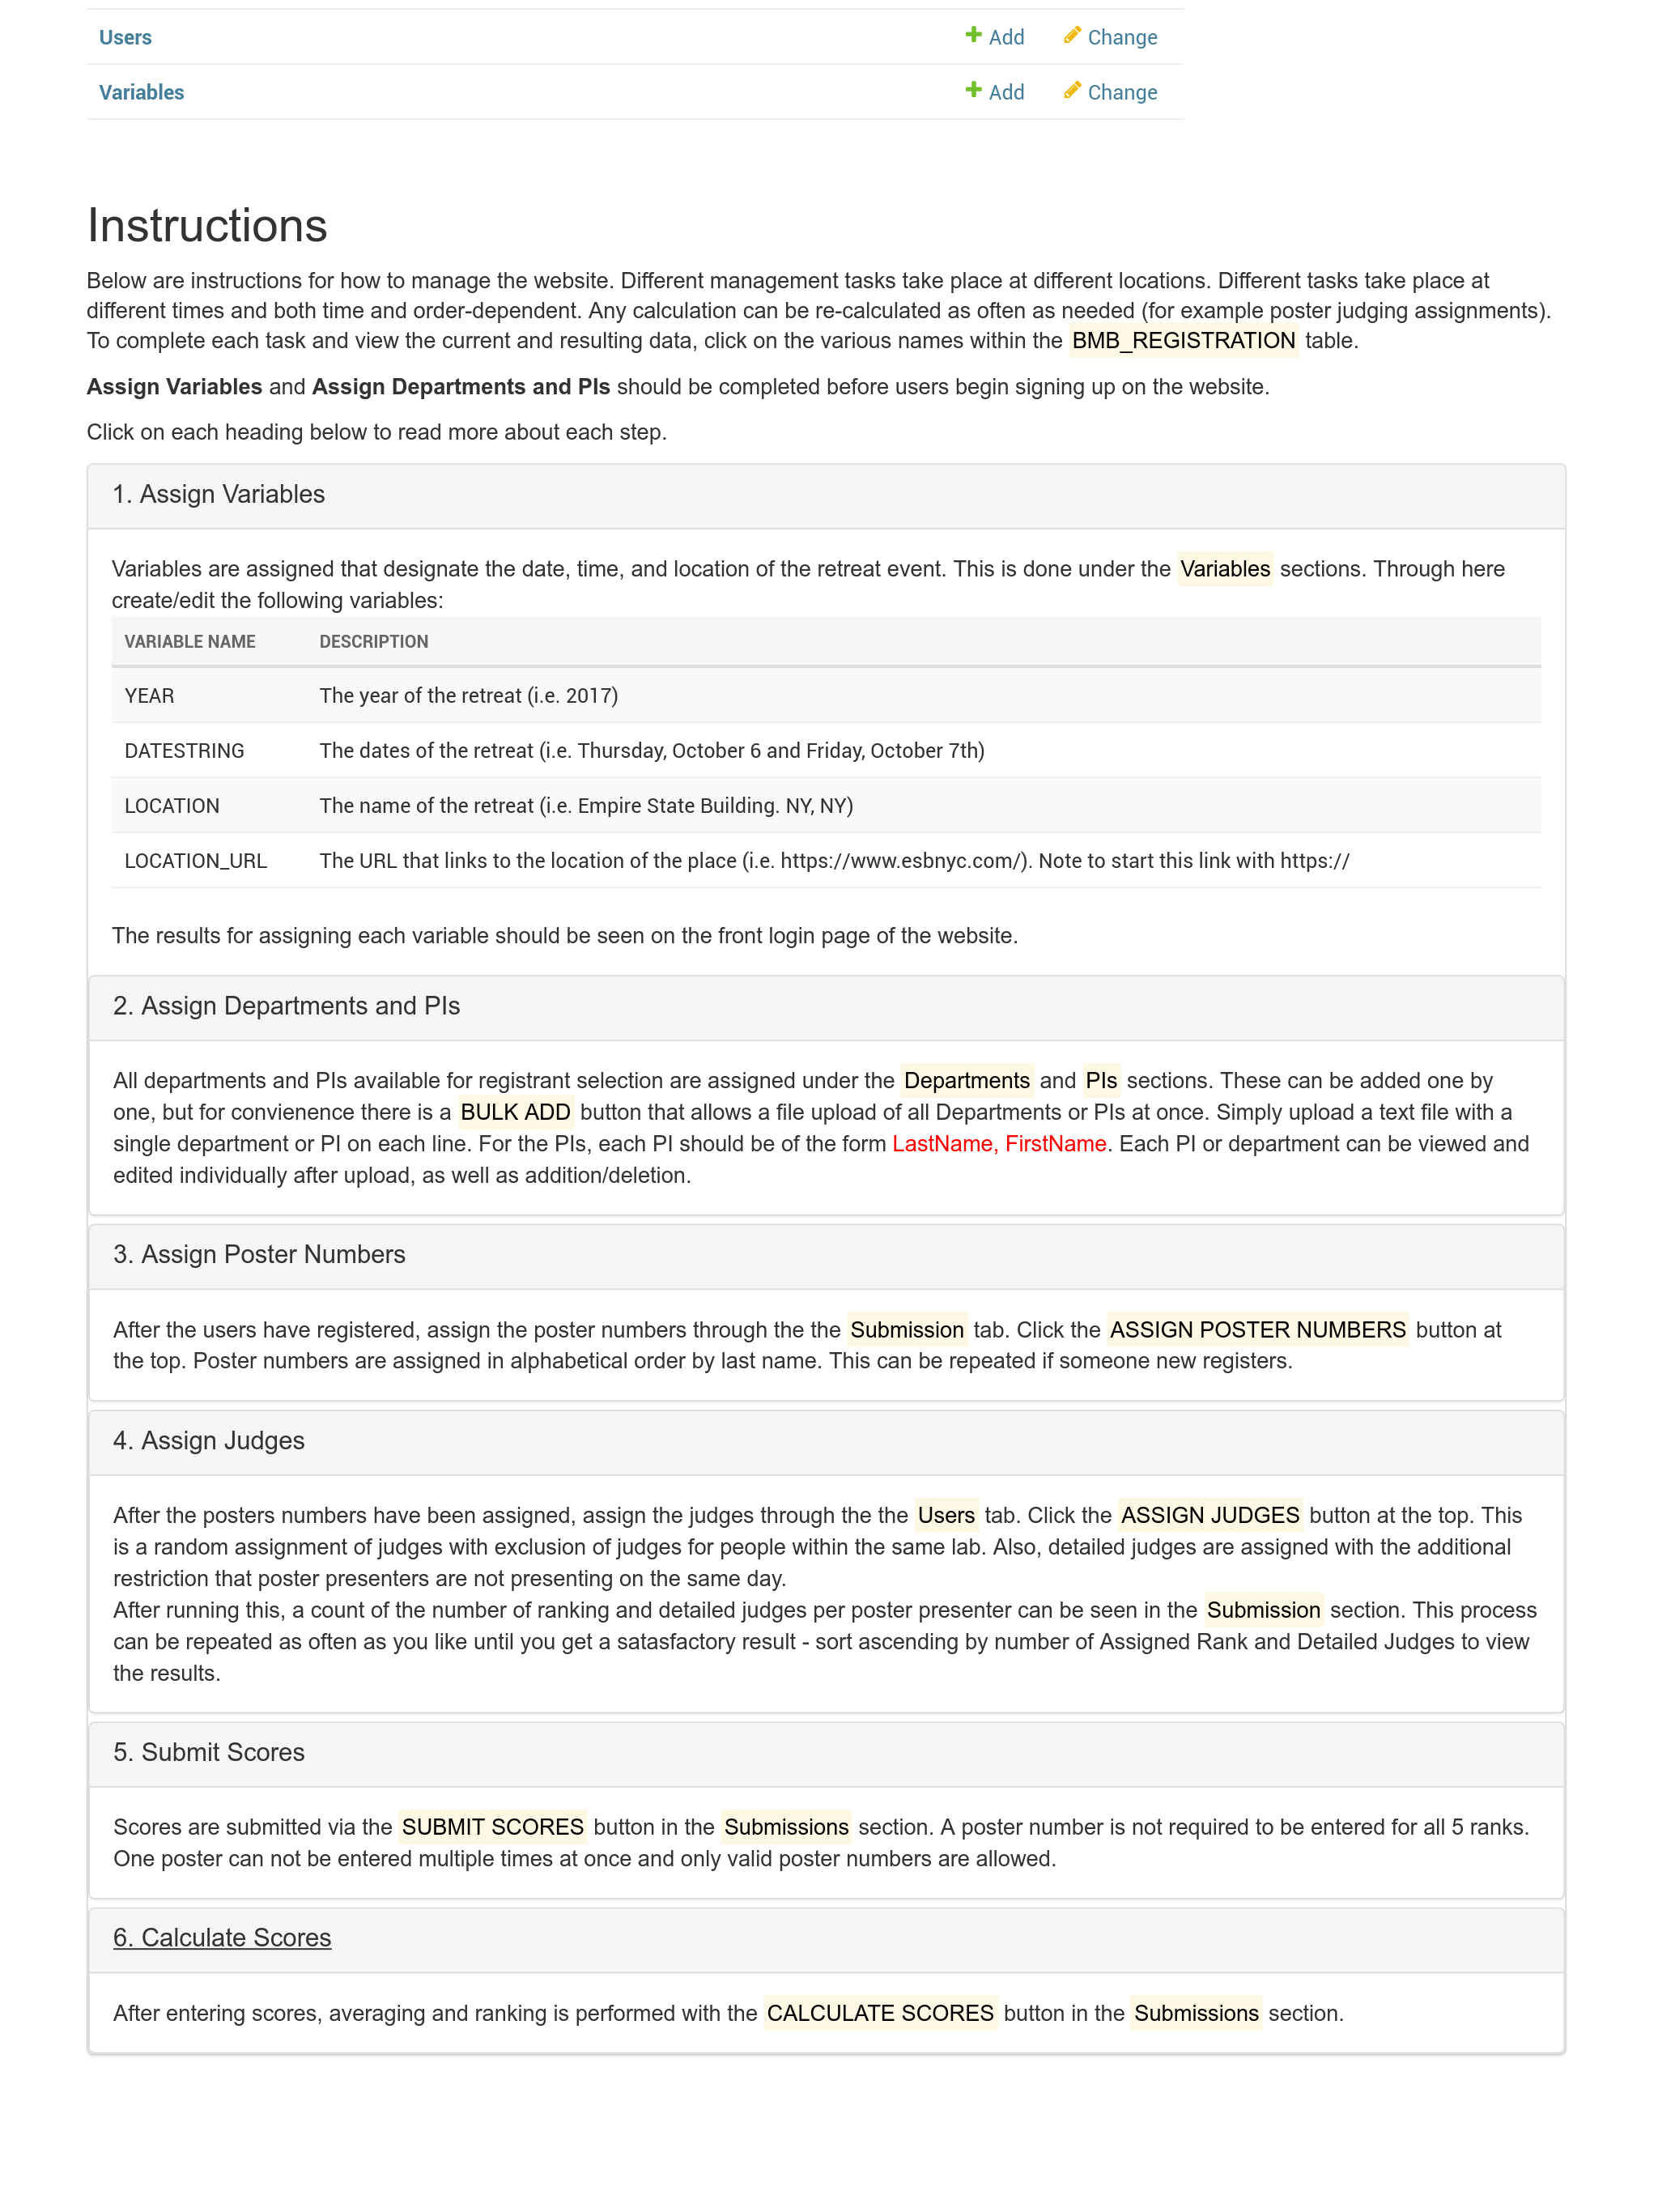 Users Add Change
Variables Add Change
Instructions
Below are instructions for how to manage the website. Different management tasks take place at different locations. Different tasks take place at
different times and both time and order-dependent. Any calculation can be re-calculated as often as needed (for example poster judging assignments).
To complete each task and view the current and resulting data, click on the various names within the BMB_REGISTRATION table.
Assign Variables and Assign Departments and PIs should be completed before users begin signing up on the website.
Click on each heading below to read more about each step.
1. Assign Variables
Variables are assigned that designate the date, time, and location of the retreat event. This is done under the Variables sections. Through here
create/edit the following variables:
VARIABLE NAME DESCRIPTION
YEAR The year of the retreat (i.e. 2017)
DATESTRING The dates of the retreat (i.e. Thursday, October 6 and Friday, October 7th)
LOCATION The name of the retreat (i.e. Empire State Building. NY, NY)
LOCATION_URL The URL that links to the location of the place (i.e. https://www.esbnyc.com/). Note to start this link with https://
The results for assigning each variable should be seen on the front login page of the website.
2. Assign Departments and PIs
All departments and PIs available for registrant selection are assigned under the Departments and PIs sections. These can be added one by
one, but for convienence there is a BULK ADD button that allows a file upload of all Departments or PIs at once. Simply upload a text file with a
single department or PI on each line. For the PIs, each PI should be of the form LastName, FirstName. Each PI or department can be viewed and
edited individually after upload, as well as addition/deletion.
3. Assign Poster Numbers
After the users have registered, assign the poster numbers through the the Submission tab. Click the ASSIGN POSTER NUMBERS button at
the top. Poster numbers are assigned in alphabetical order by last name. This can be repeated if someone new registers.
4. Assign Judges
After the posters numbers have been assigned, assign the judges through the the Users tab. Click the ASSIGN JUDGES button at the top. This
is a random assignment of judges with exclusion of judges for people within the same lab. Also, detailed judges are assigned with the additional
restriction that poster presenters are not presenting on the same day.
After running this, a count of the number of ranking and detailed judges per poster presenter can be seen in the Submission section. This process
can be repeated as often as you like until you get a satasfactory result - sort ascending by number of Assigned Rank and Detailed Judges to view
the results.
5. Submit Scores
Scores are submitted via the SUBMIT SCORES button in the Submissions section. A poster number is not required to be entered for all 5 ranks.
One poster can not be entered multiple times at once and only valid poster numbers are allowed.
6. Calculate Scores
After entering scores, averaging and ranking is performed with the CALCULATE SCORES button in the Submissions section.